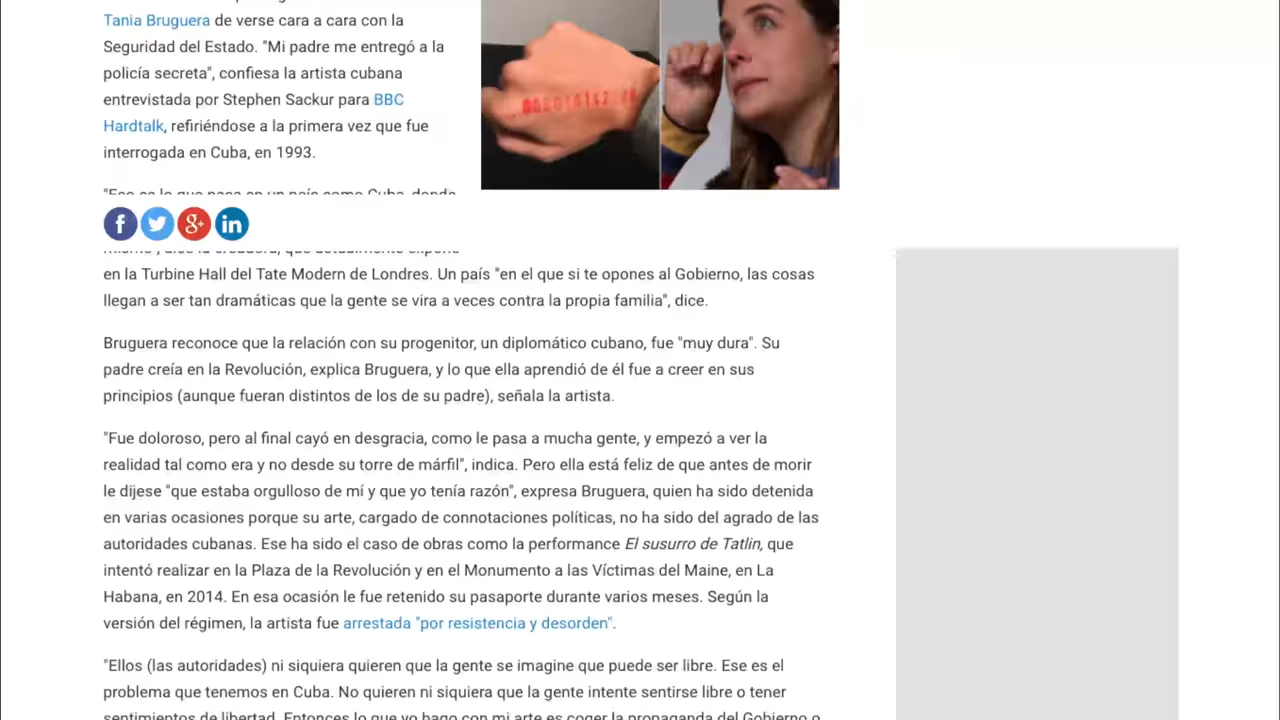 Tania Bruguera de verse cara a cara con la
Seguridad del Estado. "Mi padre me entregó a la
policía secreta", confiesa la artista cubana
entrevistada por Stephen Sackur para BBC
Hardtalk, refiriéndose a la primera vez que fue
interrogada en Cuba, en 1993.
"Eso es lo que pasa en un país como Cuba, donde
en la Turbine Hall del Tate Modern de Londres. Un país "en el que si te opones al Gobierno, las cosas
llegan a ser tan dramáticas que la gente se vira a veces contra la propia familia", dice.
Bruguera reconoce que la relación con su progenitor, un diplomático cubano, fue "muy dura". Su
padre creía en la Revolución, explica Bruguera, y lo que ella aprendió de él fue a creer en sus
principios (aunque fueran distintos de los de su padre), señala la artista.
"Fue doloroso, pero al final cayó en desgracia, como le pasa a mucha gente, y empezó a ver la
realidad tal como era y no desde su torre de márfil", indica. Pero ella está feliz de que antes de morir
le dijese "que estaba orgulloso de mí y que yo tenía razón", expresa Bruguera, quien ha sido detenida
en varias ocasiones porque su arte, cargado de connotaciones políticas, no ha sido del agrado de las
autoridades cubanas. Ese ha sido el caso de obras como la performance El susurro de Tatlin, que
intentó realizar en la Plaza de la Revolución y en el Monumento a las Víctimas del Maine, en La
Habana, en 2014. En esa ocasión le fue retenido su pasaporte durante varios meses. Según la
versión del régimen, la artista fue arrestada "por resistencia y desorden".
"Ellos (las autoridades) ni siquiera quieren que la gente se imagine que puede ser libre. Ese es el
problema que tenemos en Cuba. No quieren ni siquiera que la gente intente sentirse libre o tener
sentimientos de libertad. Entonces lo que yo hago con mi arte es coger la propaganda del Gobierno o